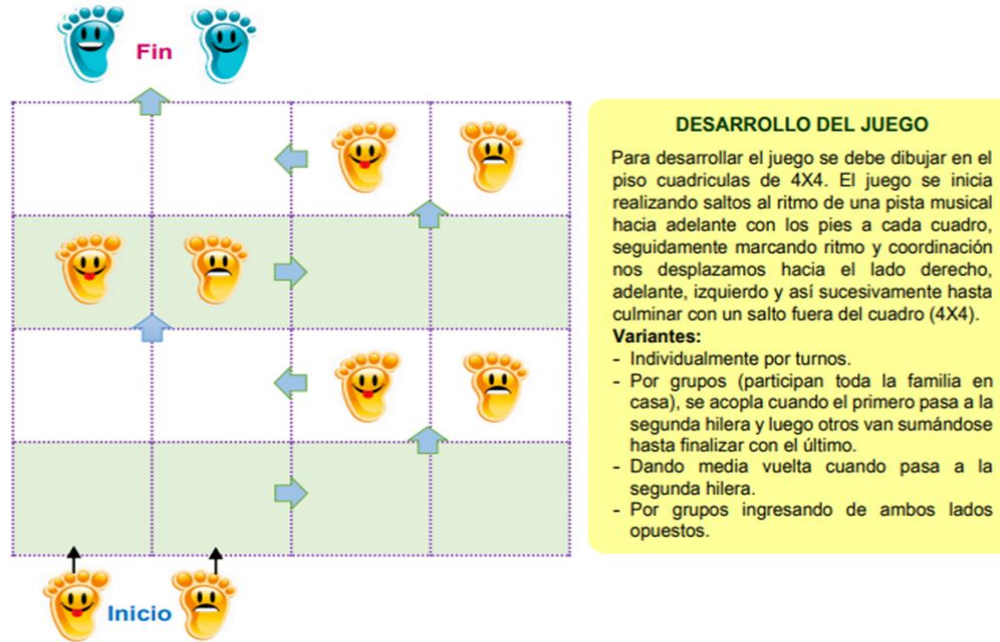 Fin
DESARROLLO DEL JUEGO
Para desarrollar el juego se debe dibujar en el
piso cuadriculas de 4X4. El juego se inicia
realizando saltos al ritmo de una pista musical
hacia adelante con los pies a cada cuadro,
seguidamente marcando ritmo y coordinación
nos desplazamos hacia el lado derecho,
adelante, izquierdo y así sucesivamente hasta
culminar con un salto fuera del cuadro (4X4).
Variantes:
- Individualmente por turnos.
- Por grupos (participan toda la familia en
casa), se acopla cuando el primero pasa a la
segunda hilera y luego otros van sumándose
hasta finalizar con el último.
- Dando media vuelta cuando pasa a la
segunda hilera.
- Por grupos ingresando de ambos lados
opuestos.
Inicio